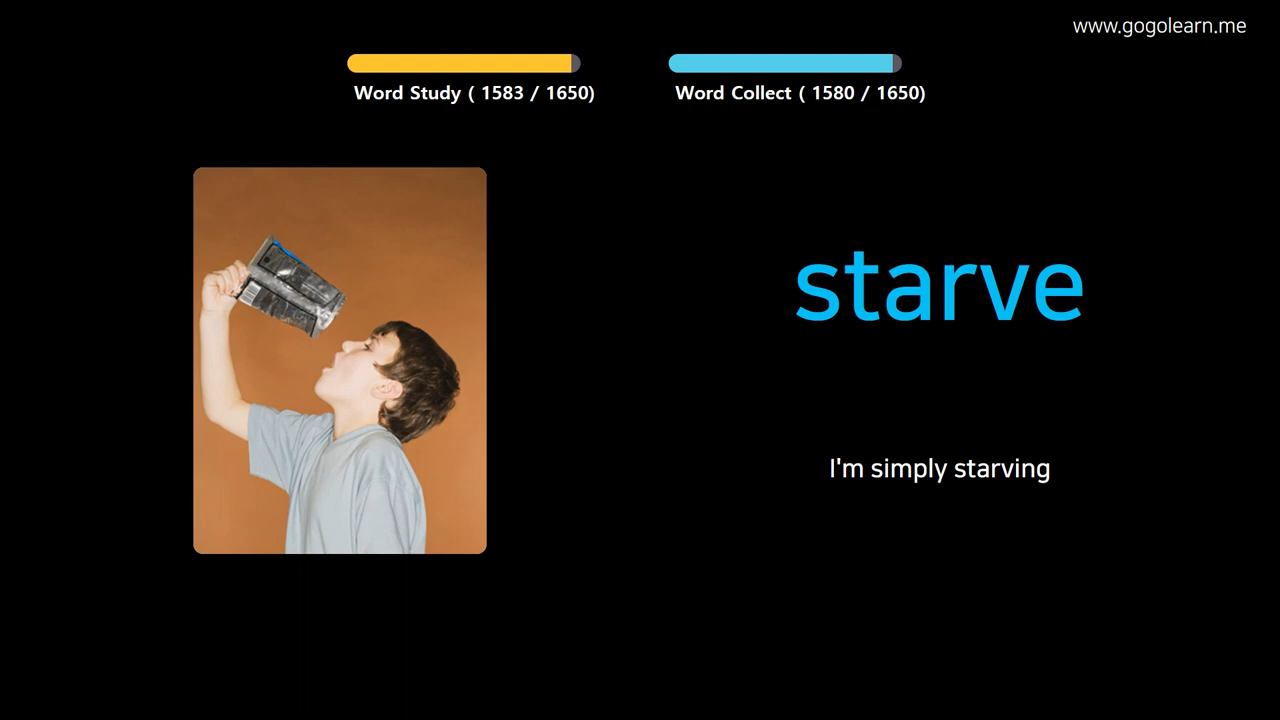 www.gogolearn.me
Word Study ( 1583 / 1650)
Word Collect ( 1580 / 1650)
starve
I'm simply starving